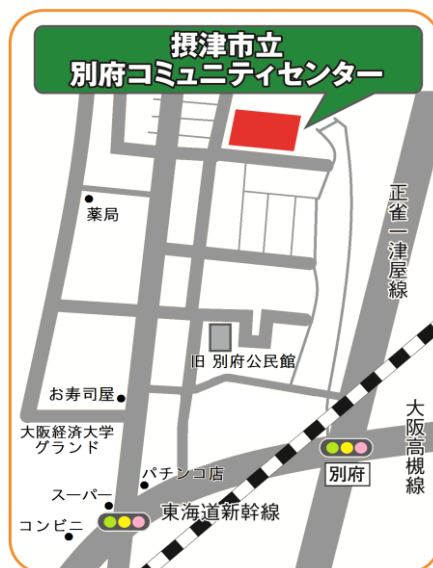 摂津市立
別府コミュニティセンター
正雀一津屋線
薬局
旧 別府公民館
お寿司屋
大阪経済大学
グランド
大阪高槻線
別府
パチンコ店
スーパー
東海道新幹線
コンビニ